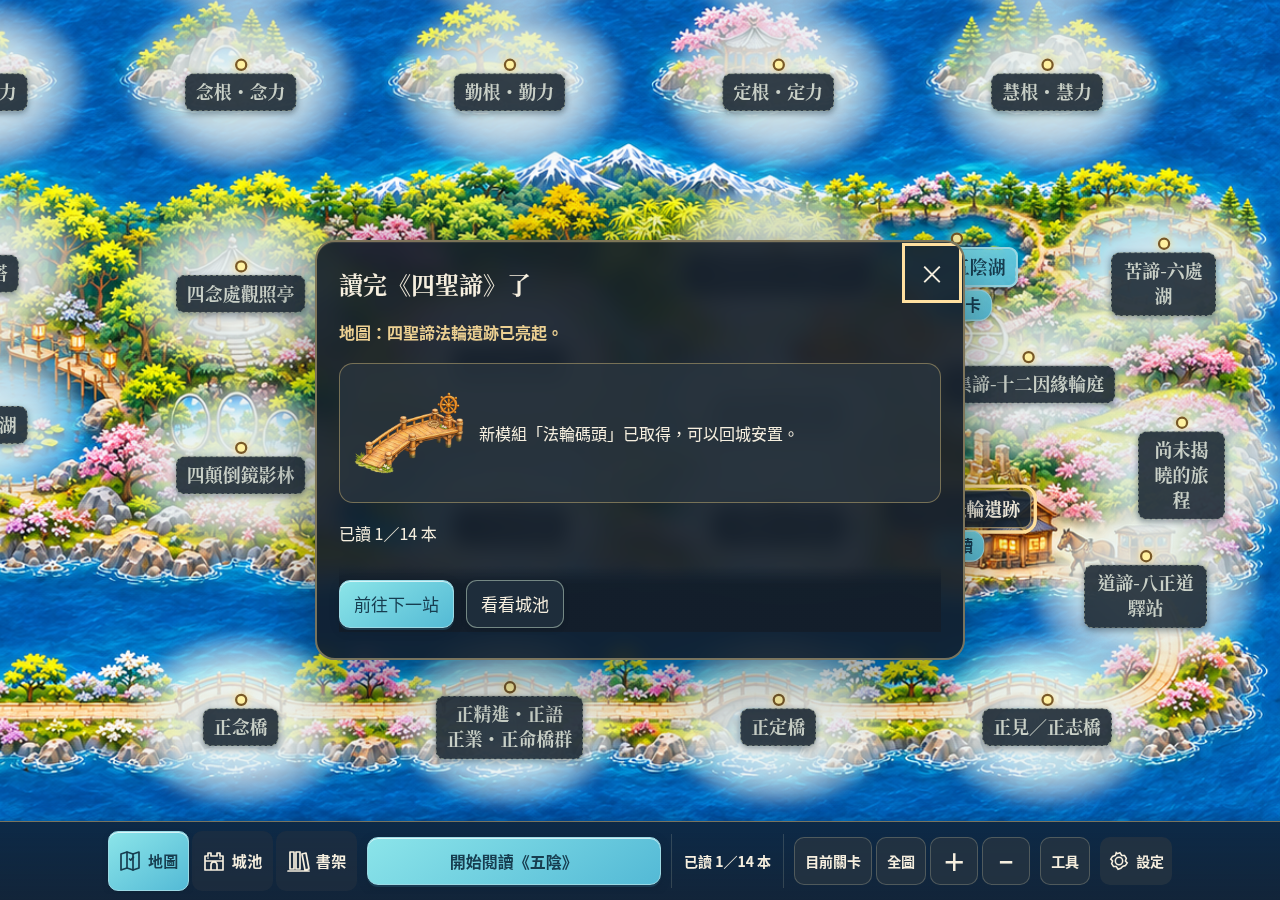 力
念根・念力
勤根・勤力
定根・定力
慧根・慧力
四念處觀照亭
陰湖
卡
苦諦-六處
湖
諦-十二因緣輪庭
湖
四顛倒鏡影林
尚未揭
曉的旅
程
輪遺跡
道諦-八正道
驛站
讀完《四聖諦》了
地圖：四聖諦法輪遺跡已亮起。
新模組「法輪碼頭」已取得，可以回城安置。
已讀 1／14 本
前往下一站
看看城池
正念橋
正精進・正語
正業・正命橋群
正定橋
正見／正志橋
地圖
城池
書架
開始閱讀《五陰》
已讀 1／14 本
目前關卡
全圖
+
−
工具
設定